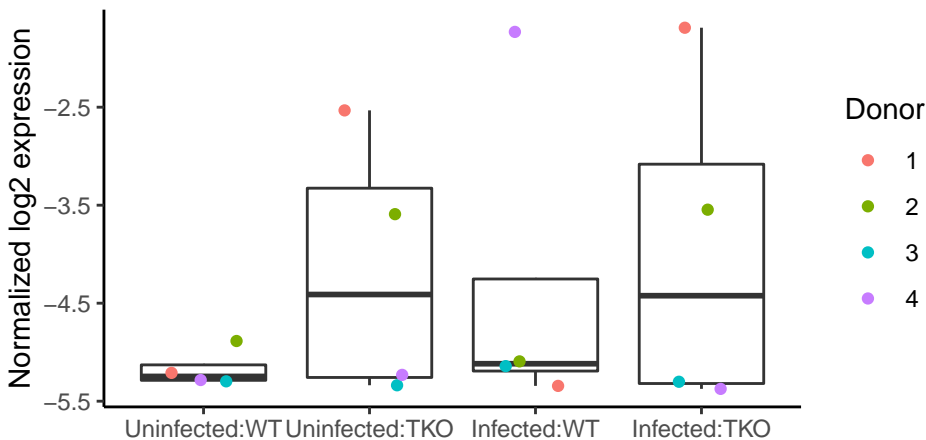 Normalized log2 expression
−2.5
−3.5
−4.5
−5.5
Uninfected:WT
Uninfected:TKO
Infected:WT
Infected:TKO
Donor
1
2
3
4